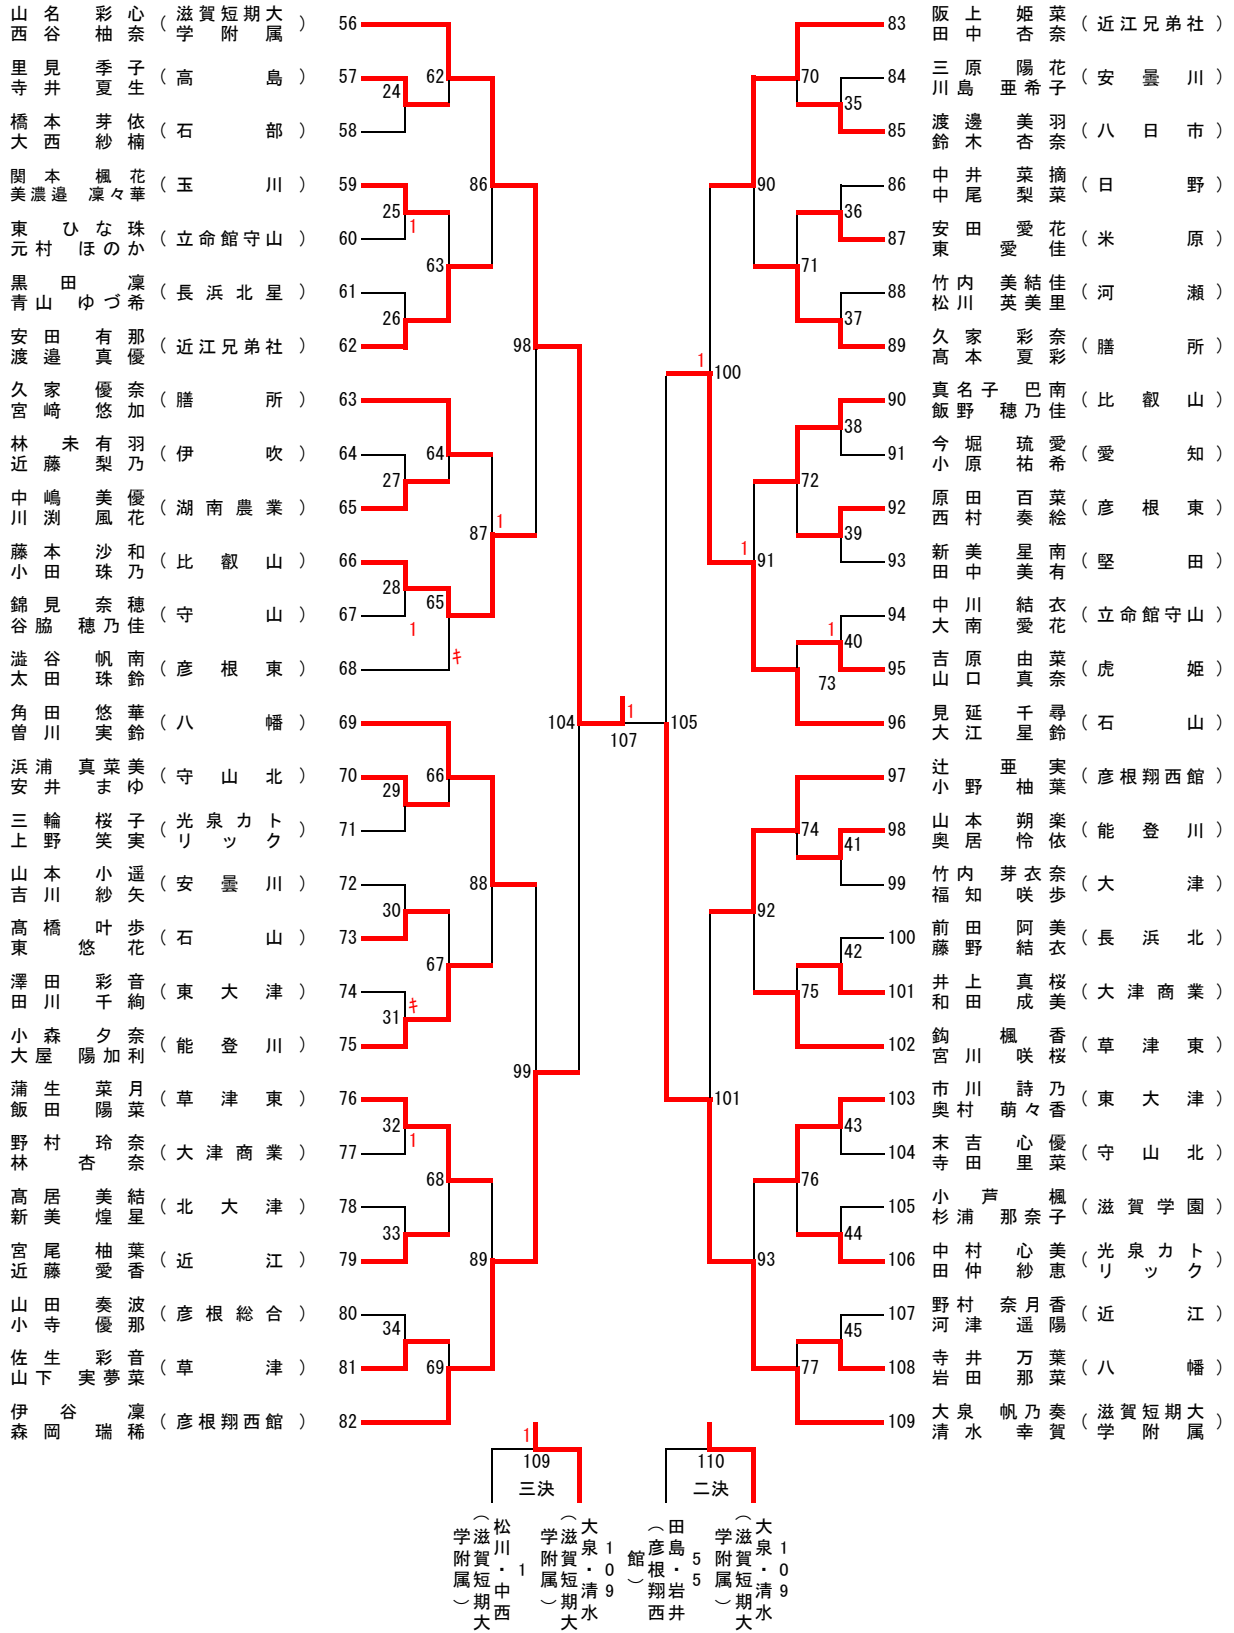 山名 彩心 (滋賀短期大 56
西谷 柚奈 学附属)
里見 季子 (高島) 57
寺井 夏生
橋本 芽依 (石部) 58
大西 紗楠
関本 楓花 (玉川) 59
美濃邉 凜々華
東 ひな珠 (立命館守山) 60
元村 ほのか
黒田 凜 (長浜北星) 61
青山 ゆづ希
安田 有那 (近江兄弟社) 62
渡邉 真優
久家 優奈 (膳所) 63
宮﨑 悠加
林 未有羽 (伊吹) 64
近藤 梨乃
中嶋 美優 (湖南農業) 65
川渕 風花
藤本 沙和 (比叡山) 66
小田 珠乃
錦見 奈穂 (守山) 67
谷脇 穂乃佳
澁谷 帆南 (彦根東) 68
太田 珠鈴
角田 悠華 (八幡) 69
曽川 実鈴
浜浦 真菜美 (守山北) 70
安井 まゆ
三輪 桜子 (光泉カト 71
上野 笑実 リック)
山本 小遥 (安曇川) 72
吉川 紗矢
髙橋 叶歩 (石山) 73
東 悠花
澤田 彩音 (東大津) 74
田川 千絢
小森 夕奈 (能登川) 75
大屋 陽加利
蒲生 菜月 (草津東) 76
飯田 陽菜
野村 玲奈 (大津商業) 77
林 杏奈
髙居 美結 (北大津) 78
新美 煌星
宮尾 柚葉 (近江) 79
近藤 愛香
山田 奏波 (彦根総合) 80
小寺 優那
佐生 彩音 (草津) 81
山下 実夢菜
伊谷 凜 (彦根翔西館) 82
森岡 瑞稀
24
25
1
26
27
28
1
29
30
31
キ
32
1
33
34
62
63
64
65
キ
66
67
68
69
86
87
1
88
89
98
99
104
1
107
105
1
100
101
90
1
91
92
93
70
71
72
73
74
75
76
77
35
36
37
38
39
1
40
41
42
43
44
45
83 阪上 姫菜 (近江兄弟社)
田中 杏奈
84 三原 陽花 (安曇川)
川島 亜希子
85 渡邊 美羽 (八日市)
鈴木 杏奈
86 中井 菜摘 (日野)
中尾 梨菜
87 安田 愛花 (米原)
東 愛佳
88 竹内 美結佳 (河瀬)
松川 英美里
89 久家 彩奈 (膳所)
髙本 夏彩
90 真名子 巴南 (比叡山)
飯野 穂乃佳
91 今堀 琉愛 (愛知)
小原 祐希
92 原田 百菜 (彦根東)
西村 奏絵
93 新美 星南 (堅田)
田中 美有
94 中川 結衣 (立命館守山)
大南 愛花
95 吉原 由菜 (虎姫)
山口 真奈
96 見延 千尋 (石山)
大江 星鈴
97 辻 亜実 (彦根翔西館)
小野 柚葉
98 山本 朔楽 (能登川)
奥居 怜依
99 竹内 芽衣奈 (大津)
福知 咲歩
100 前田 阿美 (長浜北)
藤野 結衣
101 井上 真桜 (大津商業)
和田 成美
102 鈎 楓香 (草津東)
宮川 咲桜
103 市川 詩乃 (東大津)
奥村 萌々香
104 末吉 心優 (守山北)
寺田 里菜
105 小芦 楓 (滋賀学園)
杉浦 那奈子
106 中村 心美 (光泉カト
田仲 紗恵 リック)
107 野村 奈月香 (近江)
河津 遥陽
108 寺井 万葉 (八幡)
岩田 那菜
109 大泉 帆乃奏 (滋賀短期大
清水 幸賀 学附属)
1
109
三決
1
松川・中西
(滋賀短期大
学附属)
109
大泉・清水
(滋賀短期大
学附属)
110
二決
55
田島・岩井
(彦根翔西
館)
109
大泉・清水
(滋賀短期大
学附属)